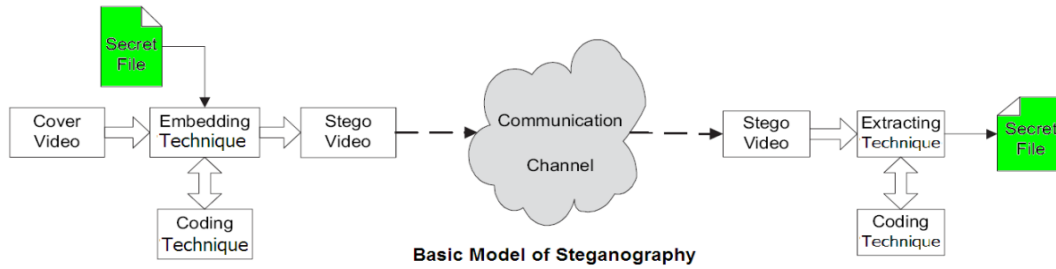 Secret
File
Cover
Video
Embedding
Technique
Stego
Video
Coding
Technique
Communication
Channel
Stego
Video
Extracting
Technique
Secret
File
Coding
Technique
Basic Model of Steganography